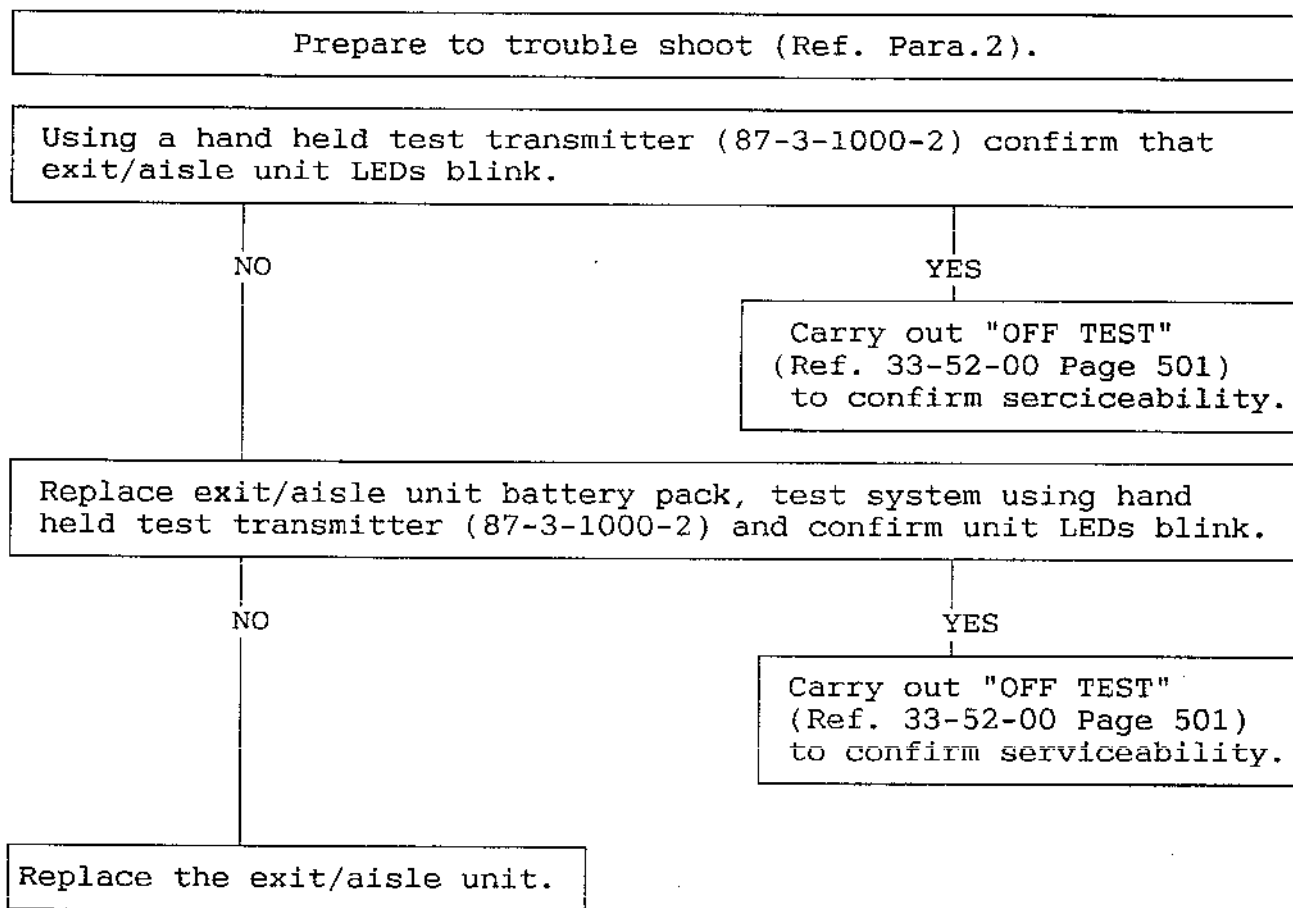 Prepare to trouble shoot (Ref. Para.2).
Using a hand held test transmitter (87-3-1000-2) confirm that
exit/aisle unit LEDs blink.
NO
YES
Carry out "OFF TEST"
(Ref. 33-52-00 Page 501)
to confirm serciceability.
Replace exit/aisle unit battery pack, test system using hand
held test transmitter (87-3-1000-2) and confirm unit LEDs blink.
NO
YES
Carry out "OFF TEST"
(Ref. 33-52-00 Page 501)
to confirm serviceability.
Replace the exit/aisle unit.